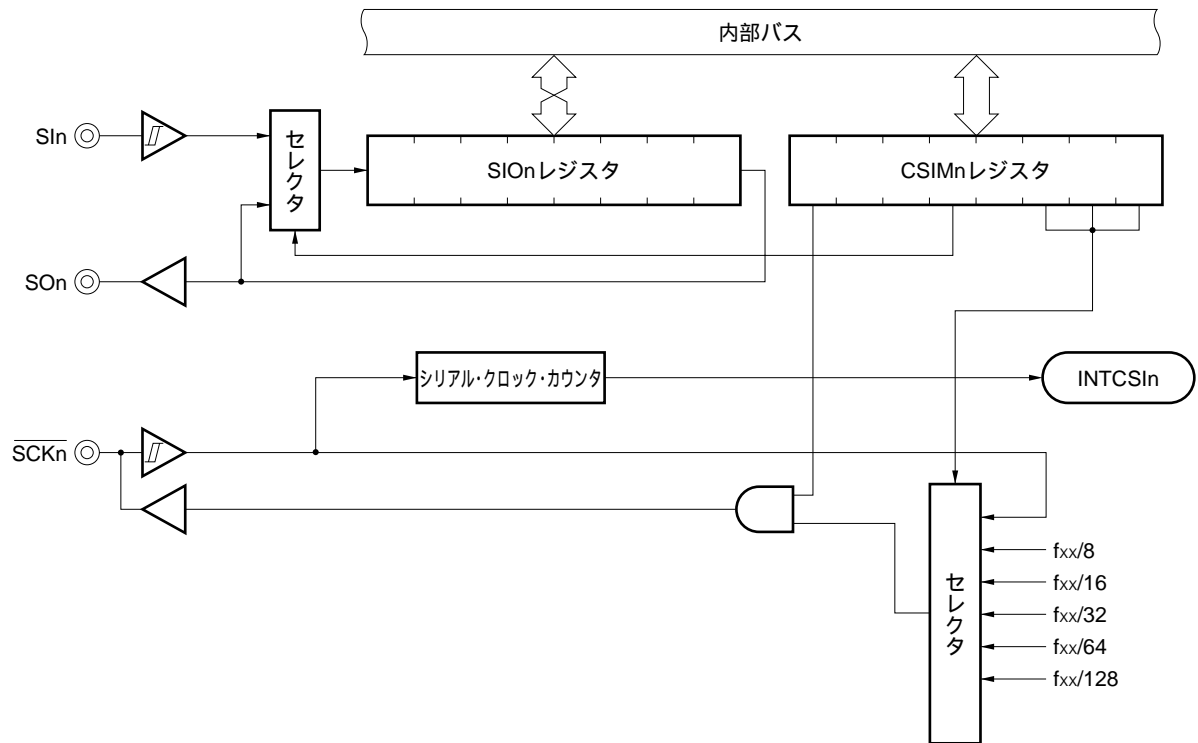 内部バス
SIn
セレクタ
SIOnレジスタ
CSIMnレジスタ
SOn
シリアル・クロック・カウンタ
INTCSIn
SCKn
セレクタ
fxx/8
fxx/16
fxx/32
fxx/64
fxx/128